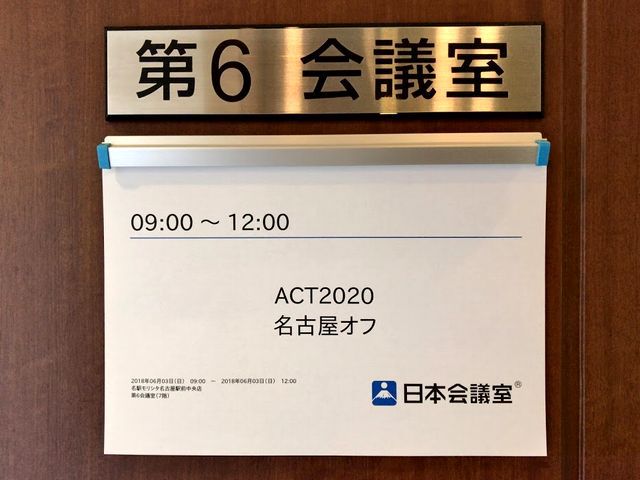 第6 会議室
09:00 ～ 12:00
ACT2020
名古屋オフ
2018年06月03日(日) 09:00 － 2018年06月03日(日) 12:00
名駅モリシタ名古屋駅前中央店
第6会議室(7階)
日本会議室®